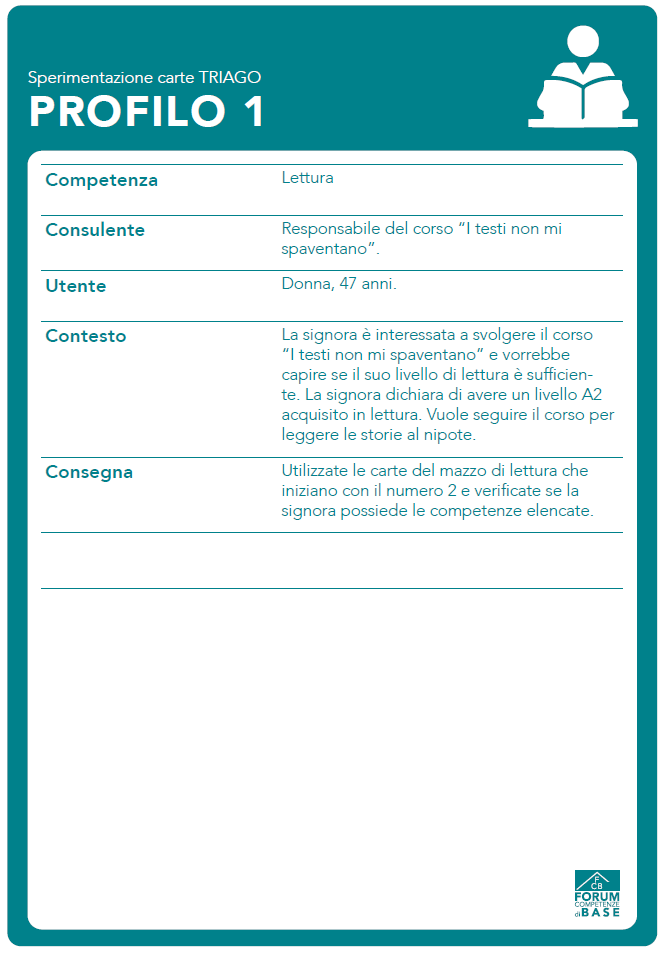 Sperimentazione carte TRIAGO
PROFILO 1
Competenza
Lettura
Consulente
Responsabile del corso “I testi non mi
spaventano”.
Utente
Donna, 47 anni.
Contesto
La signora è interessata a svolgere il corso
“I testi non mi spaventano” e vorrebbe
capire se il suo livello di lettura è sufficien-
te. La signora dichiara di avere un livello A2
acquisito in lettura. Vuole seguire il corso per
leggere le storie al nipote.
Consegna
Utilizzate le carte del mazzo di lettura che
iniziano con il numero 2 e verificate se la
signora possiede le competenze elencate.
F
CB
FORUM
COMPETENZE
di BASE